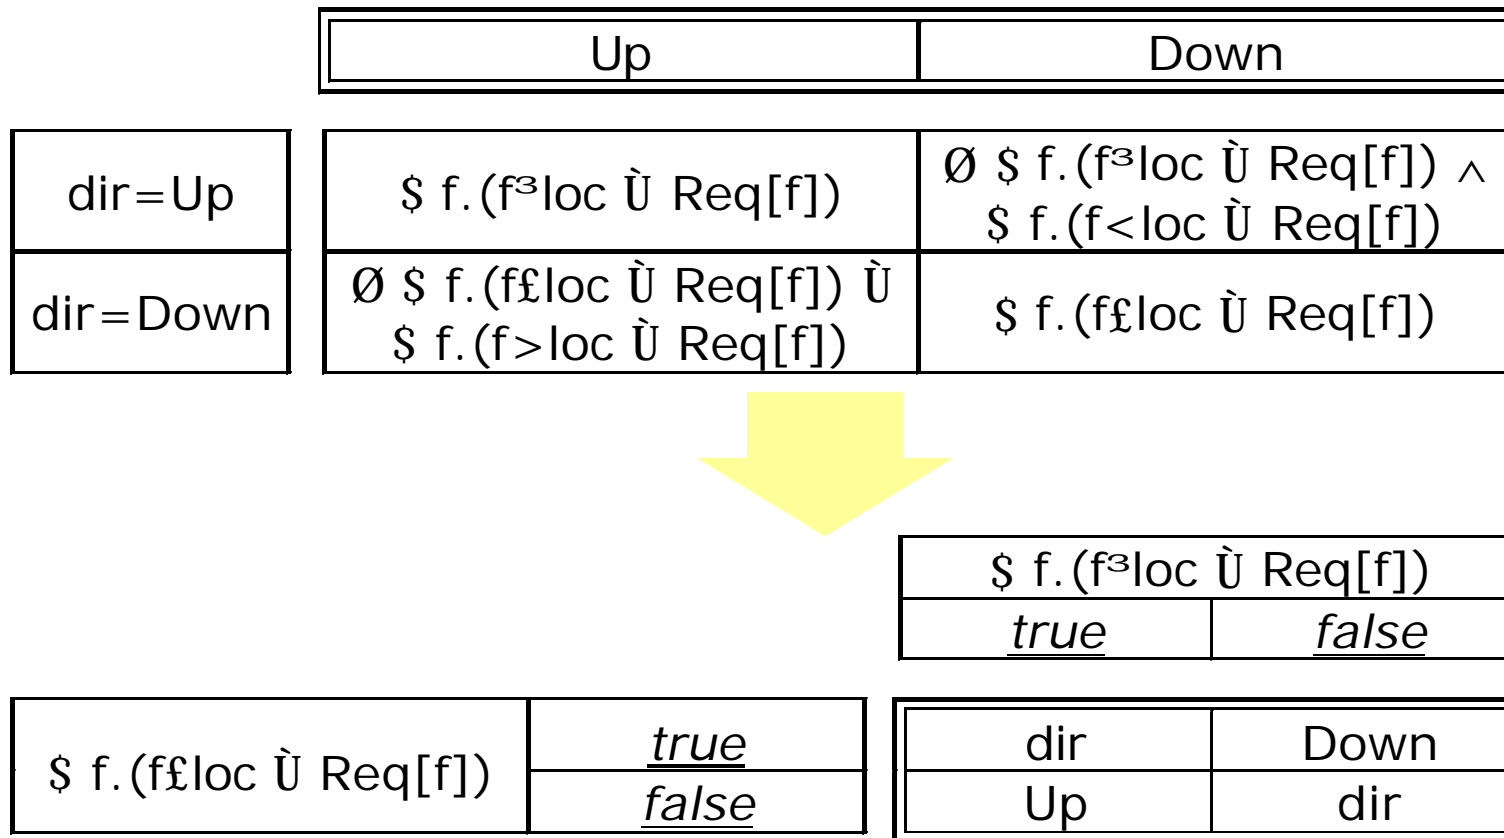 Up Down
dir=Up $ f.(f³loc Ù Req[f]) Ø $ f.(f³loc Ù Req[f]) ∧
$ f.(f<loc Ù Req[f])
dir=Down Ø $ f.(f£loc Ù Req[f]) Ù $ f.(f£loc Ù Req[f])
$ f.(f>loc Ù Req[f])
$ f.(f³loc Ù Req[f])
true false
$ f.(f£loc Ù Req[f]) true dir Down
false Up dir